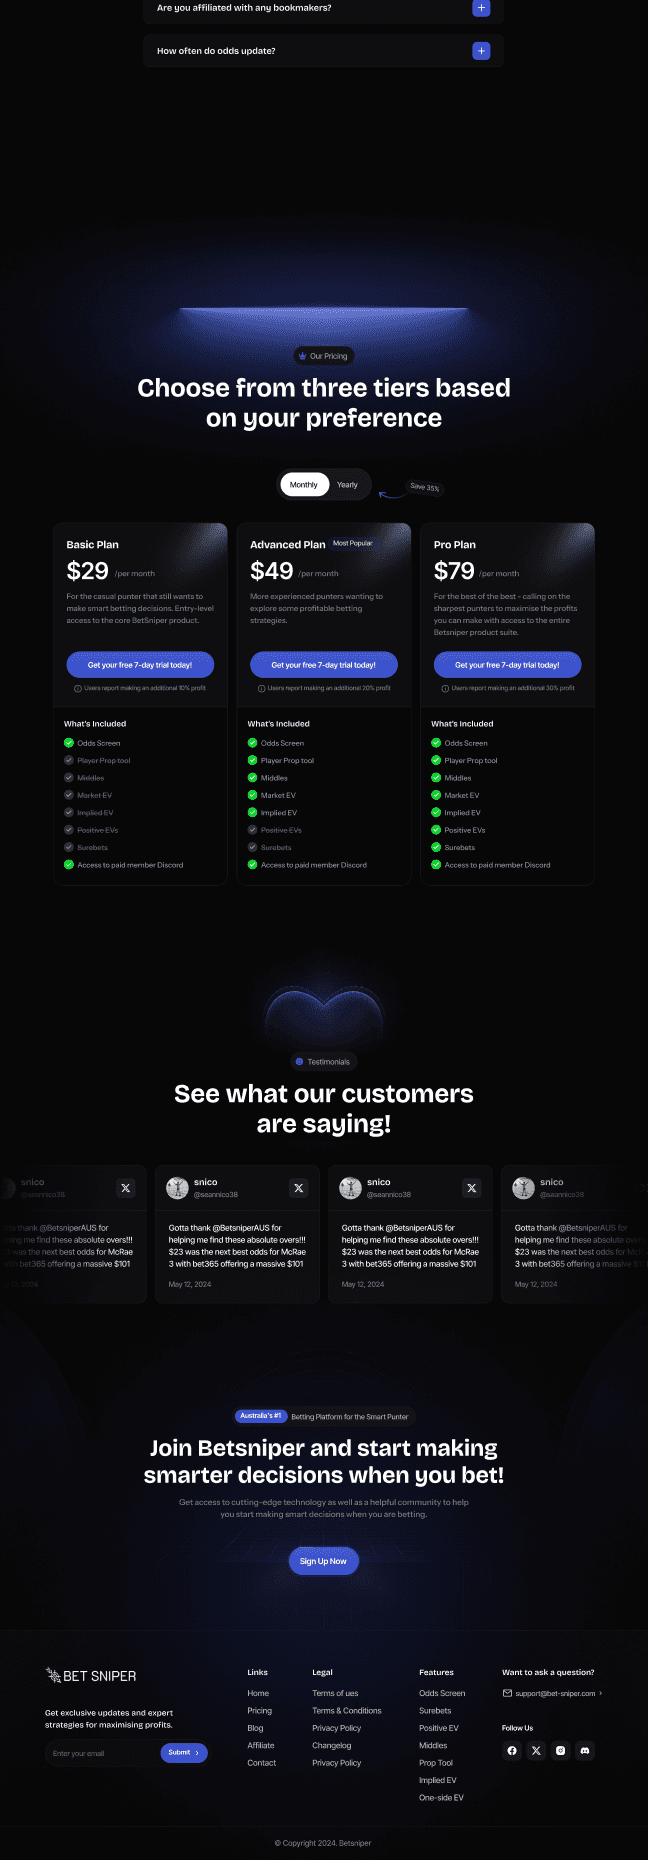 Are you affiliated with any bookmakers?
How often do odds update?
Our Pricing
Choose from three tiers based
on your preference
Monthly
Yearly
Save 35%
Basic Plan
$29 /per month
For the casual punter that still wants to
make smart betting decisions. Entry-level
access to the core BetSniper product.
Get your free 7-day trial today!
Users report making an additional 10% profit
What's Included
Odds Screen
Player Prop tool
Middles
Market EV
Implied EV
Positive EVs
Surebets
Access to paid member Discord
Advanced Plan
Most Popular
$49 /per month
More experienced punters wanting to
explore some profitable betting
strategies.
Get your free 7-day trial today!
Users report making an additional 20% profit
What's Included
Odds Screen
Player Prop tool
Middles
Market EV
Implied EV
Positive EVs
Surebets
Access to paid member Discord
Pro Plan
$79 /per month
For the best of the best - calling on the
sharpest punters to maximise the profits
you can make with access to the entire
Betsniper product suite.
Get your free 7-day trial today!
Users report making an additional 30% profit
What's Included
Odds Screen
Player Prop tool
Middles
Market EV
Implied EV
Positive EVs
Surebets
Access to paid member Discord
Testimonials
See what our customers
are saying!
snico
@seannico38
thank @BetsniperAUS for
me find these absolute overs!!!
was the next best odds for McRae
with bet365 offering a massive $101
2024
snico
@seannico38
Gotta thank @BetsniperAUS for
helping me find these absolute overs!!!
$23 was the next best odds for McRae
3 with bet365 offering a massive $101
May 12, 2024
snico
@seannico38
Gotta thank @BetsniperAUS for
helping me find these absolute overs!!!
$23 was the next best odds for McRae
3 with bet365 offering a massive $101
May 12, 2024
snico
@seannico38
Gotta thank @BetsniperAUS for
helping me find these absolute
$23 was the next best odds for
3 with bet365 offering a massive
May 12, 2024
Australia's #1
Betting Platform for the Smart Punter
Join Betsniper and start making
smarter decisions when you bet!
Get access to cutting-edge technology as well as a helpful community to help
you start making smart decisions when you are betting.
Sign Up Now
BET SNIPER
Get exclusive updates and expert
strategies for maximising profits.
Enter your email
Submit
Links
Home
Pricing
Blog
Affiliate
Contact
Legal
Terms of ues
Terms & Conditions
Privacy Policy
Changelog
Privacy Policy
Features
Odds Screen
Surebets
Positive EV
Middles
Prop Tool
Implied EV
One-side EV
Want to ask a question?
support@bet-sniper.com
Follow Us
© Copyright 2024. Betsniper